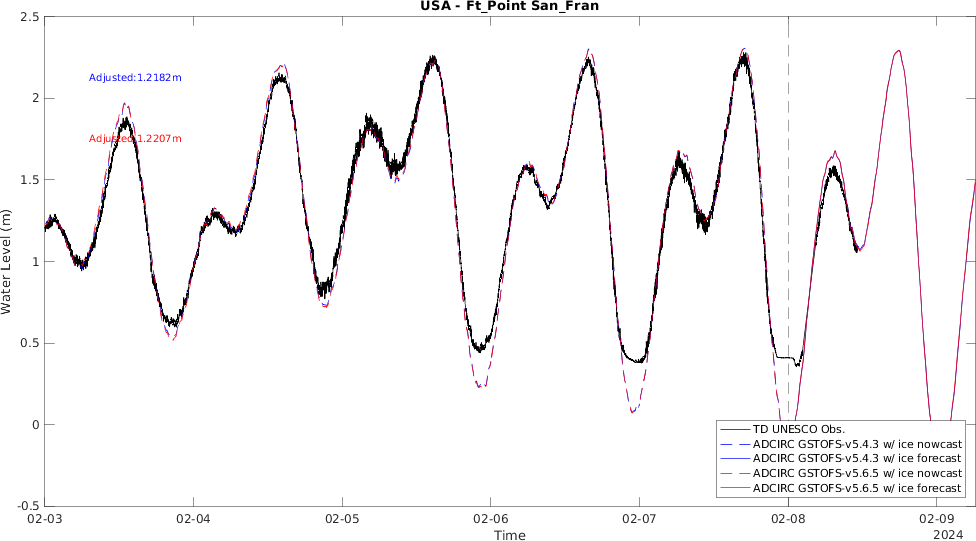 USA - Ft_Point San_Fran
2.5
2
1.5
1
0.5
0
-0.5
Water Level (m)
Adjusted:1.2182m
Adjusted:1.2207m
TD UNESCO Obs.
ADCIRC GSTOFS-v5.4.3 w/ ice nowcast
ADCIRC GSTOFS-v5.4.3 w/ ice forecast
ADCIRC GSTOFS-v5.6.5 w/ ice nowcast
ADCIRC GSTOFS-v5.6.5 w/ ice forecast
02-03 02-04 02-05 02-06 02-07 02-08 02-09
Time
2024